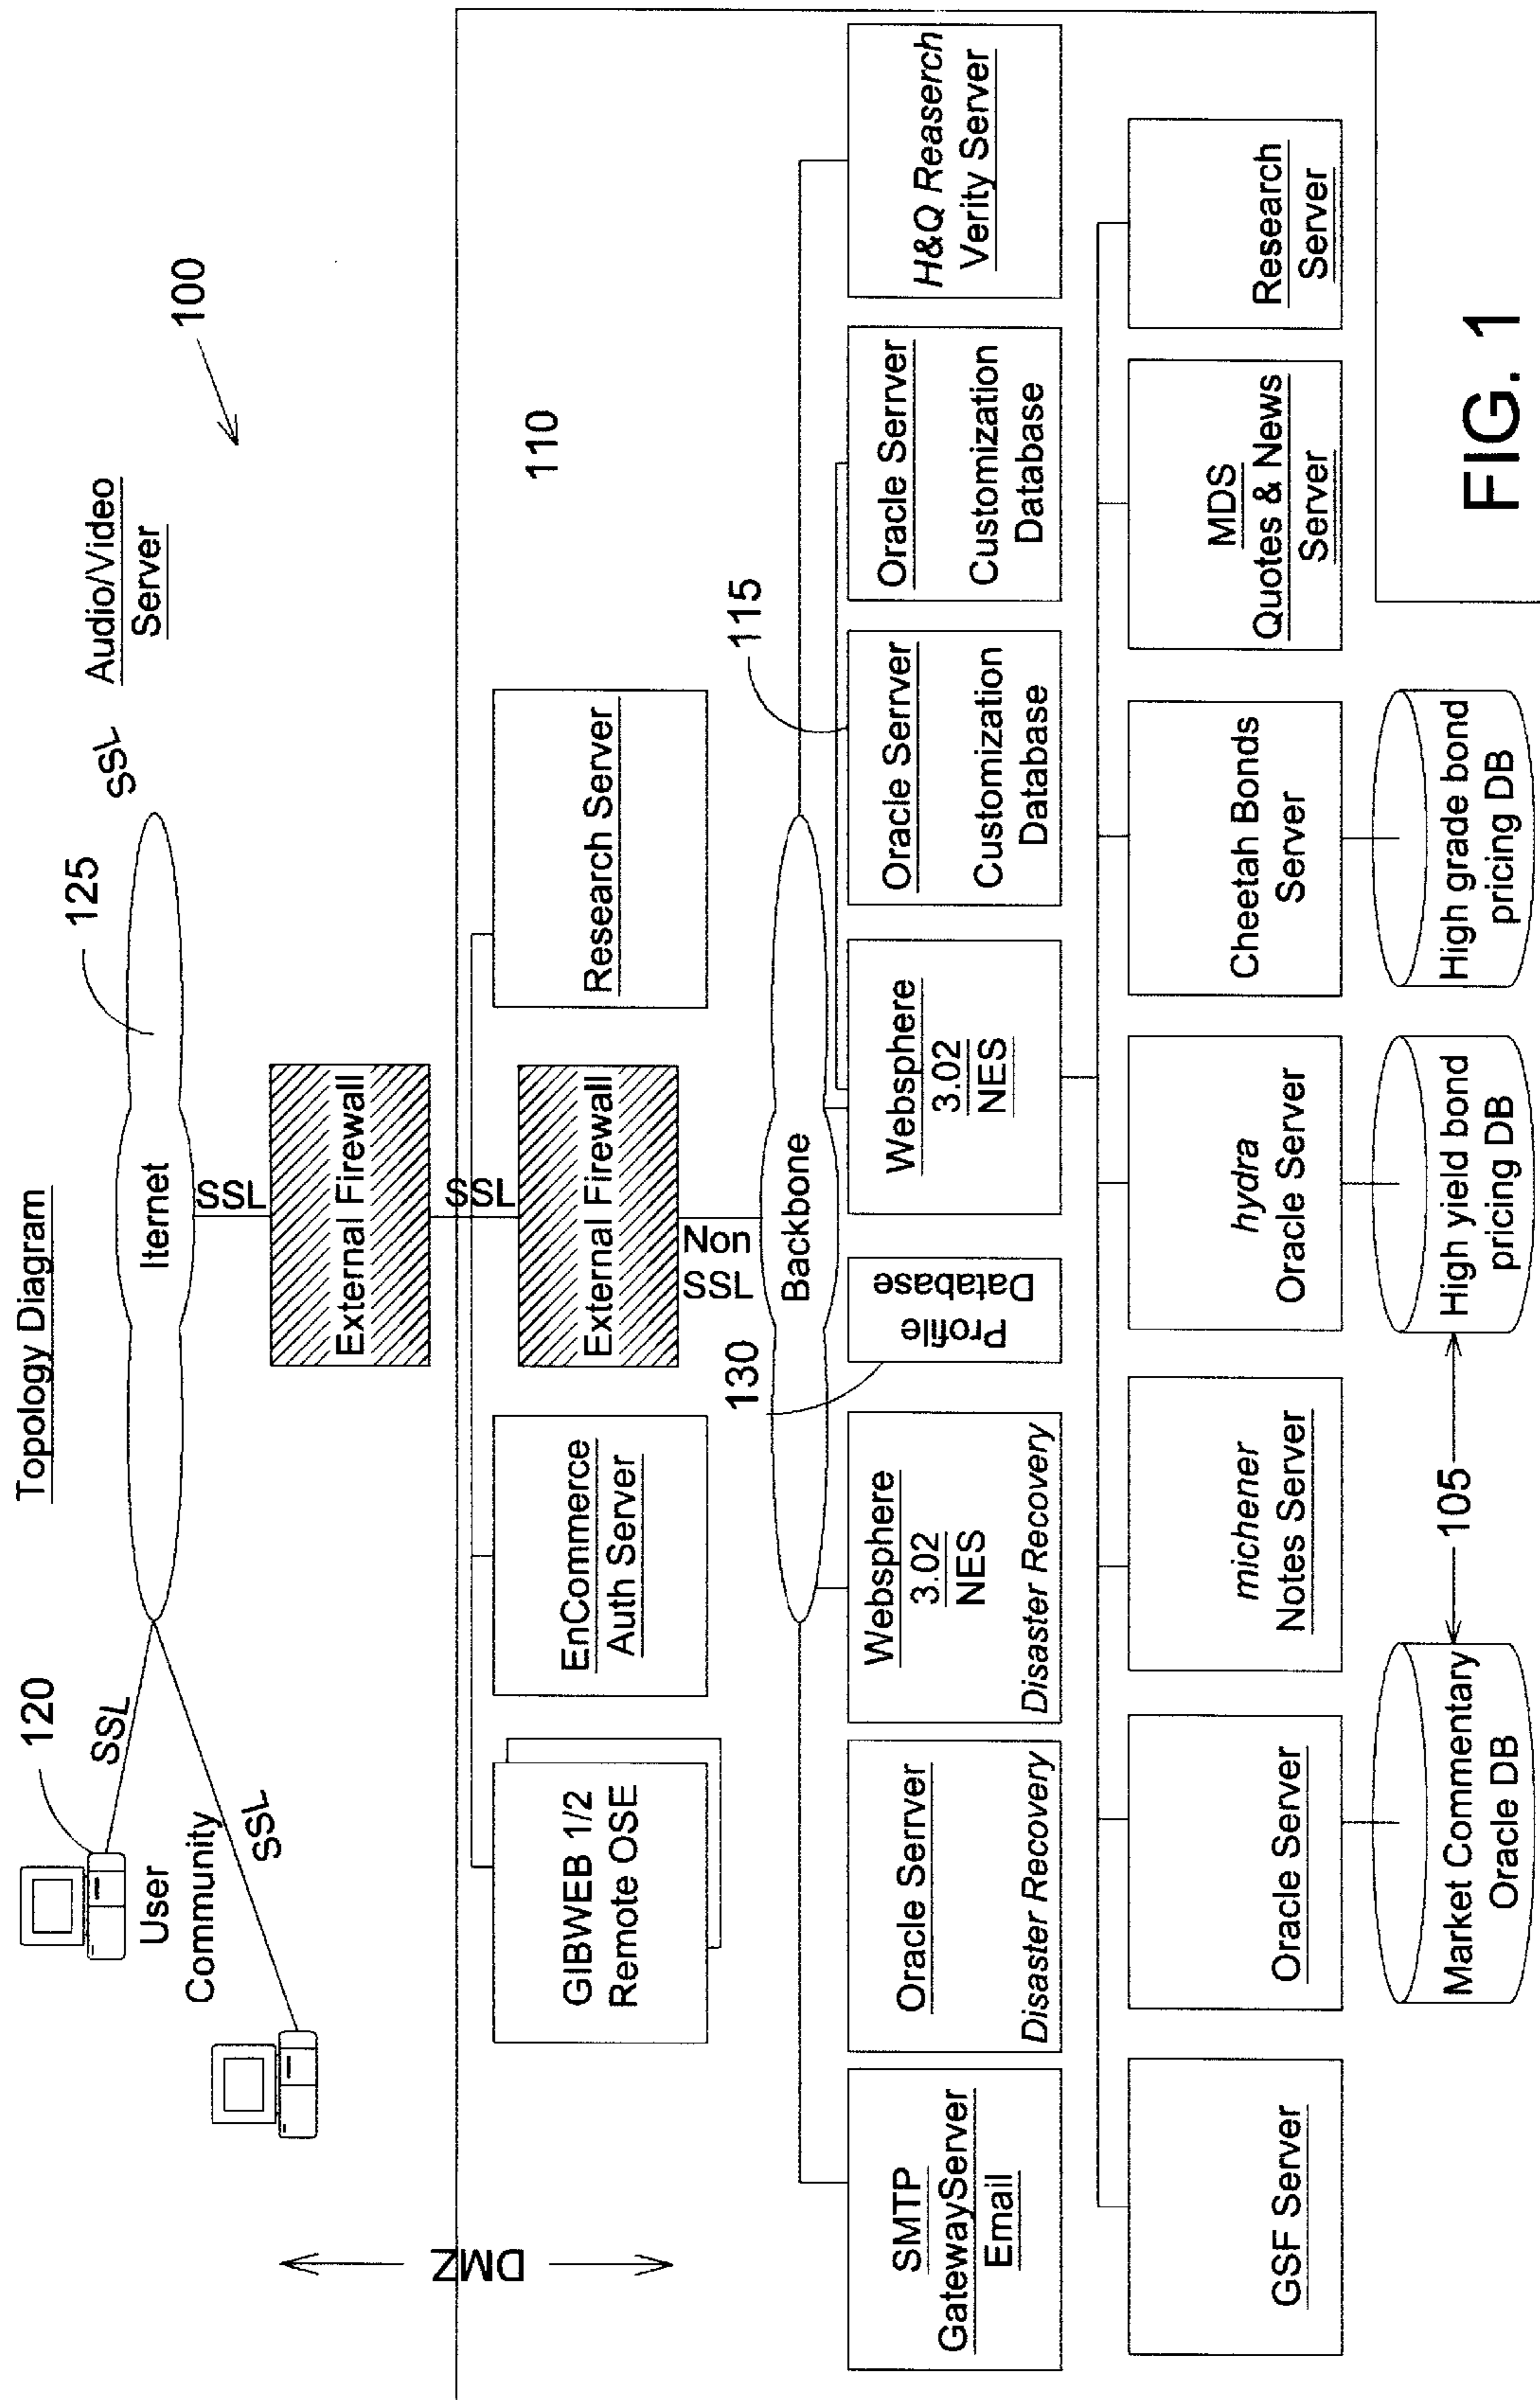 Topology Diagram
120
SSL
User
Community
SSL
Iternet
125
SSL
Audio/Video
Server
100
SSL
External Firewall
DMZ
SSL
110
GIBWEB 1/2
Remote OSE
EnCommerce
Auth Server
External Firewall
Research Server
Non
SSL
130
Backbone
115
SMTP
GatewayServer
Email
Oracle Serrver
Disaster Recovery
Websphere
3.02
NES
Disaster Recovery
Profile
Database
Websphere
3.02
NES
Oracle Serrver
Customization
Database
Oracle Server
Customization
Database
H&Q Reaserch
Verity Server
GSF Server
Oracle Server
michener
Notes Server
hydra
Oracle Server
Cheetah Bonds
Server
MDS
Quotes & News
Server
Research
Server
Market Commentary
Oracle DB
105
High yield bond
pricing DB
High grade bond
pricing DB
FIG. 1